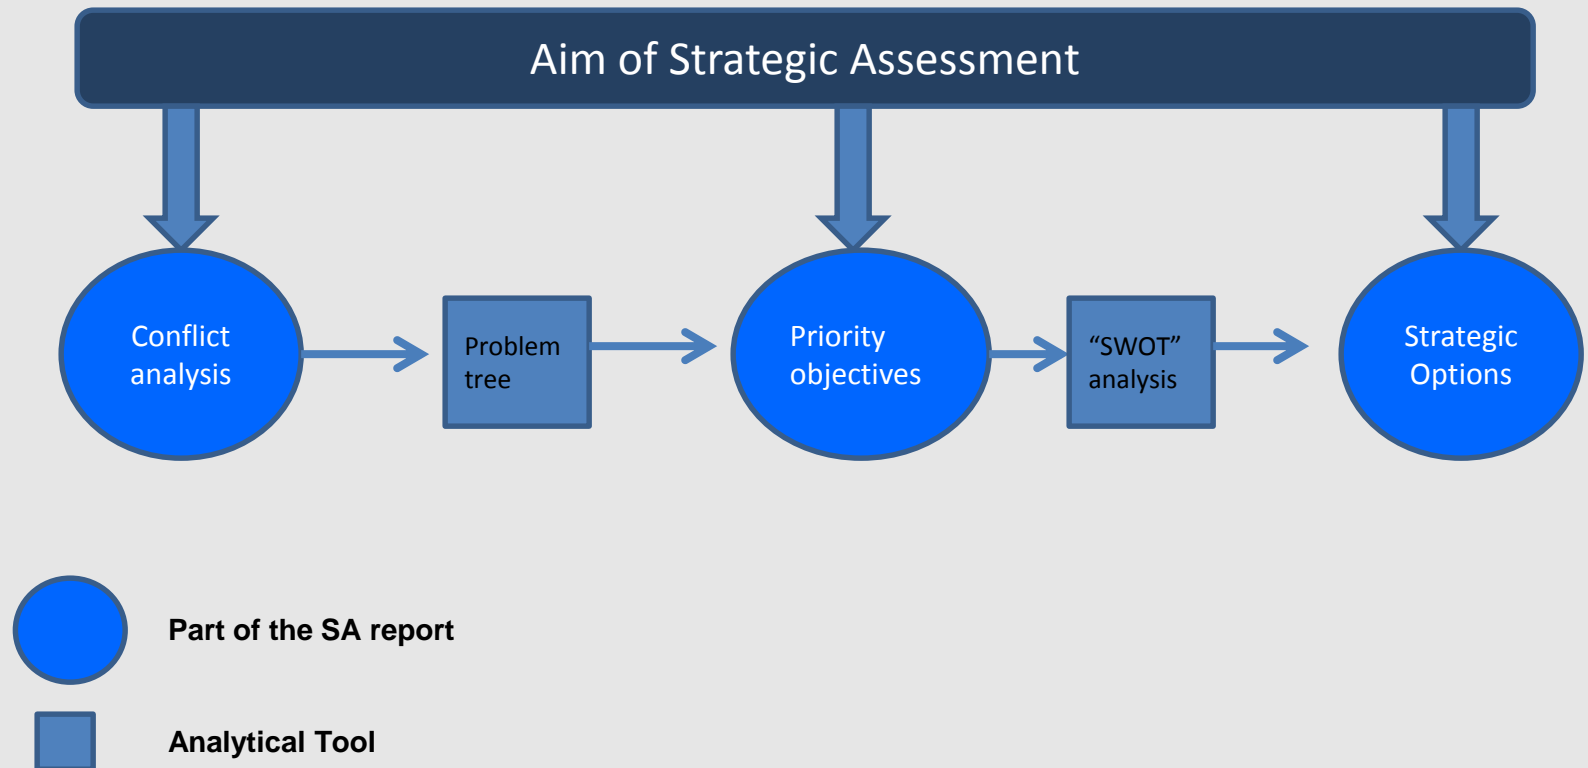 Aim of Strategic Assessment
Conflict
analysis
Problem
tree
Priority
objectives
“SWOT”
analysis
Strategic
Options
Part of the SA report
Analytical Tool